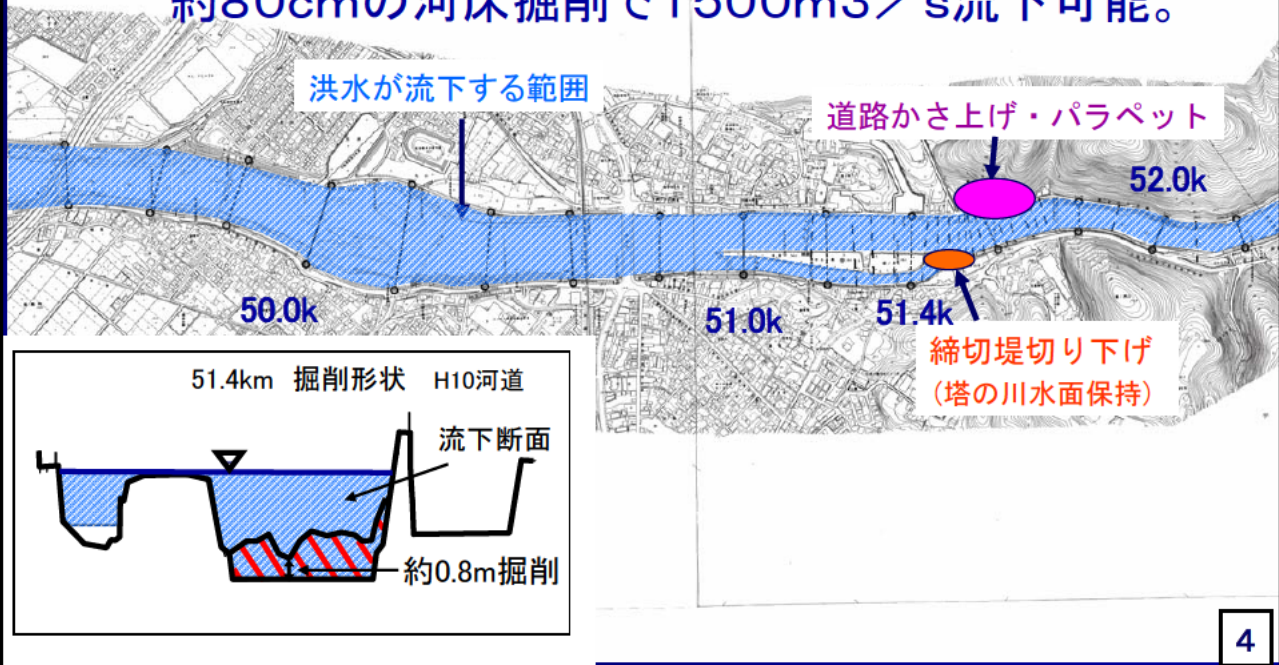 約80cmの河床掘削で1500m3/s流下可能。
洪水が流下する範囲
道路かさ上げ・パラペット
52.0k
50.0k
51.0k
51.4k
締切堤切り下げ
(塔の川水面保持)
51.4km 掘削形状 H10河道
流下断面
約0.8m掘削
4